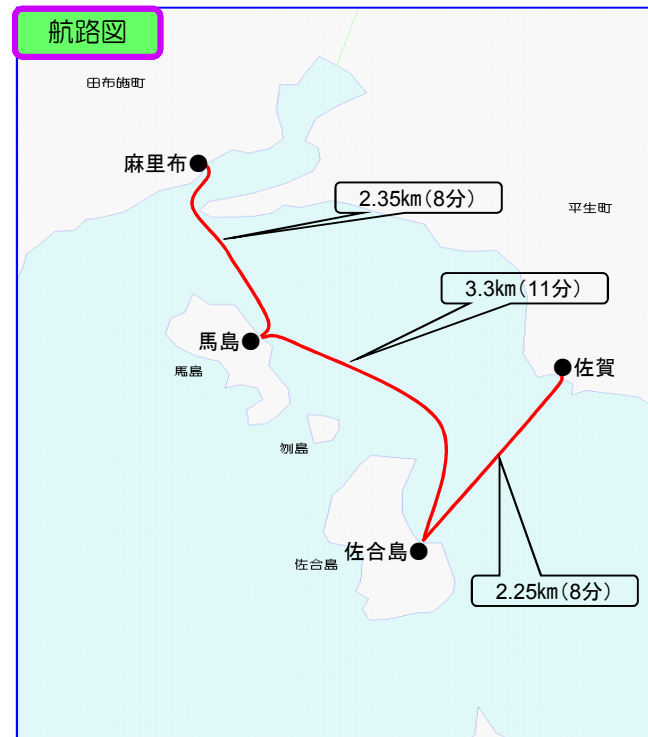 航路図
田布施町
麻里布
2.35km(8分)
平生町
3.3km(11分)
馬島
佐賀
馬島
刎島
佐合島
佐合島
2.25km(8分)